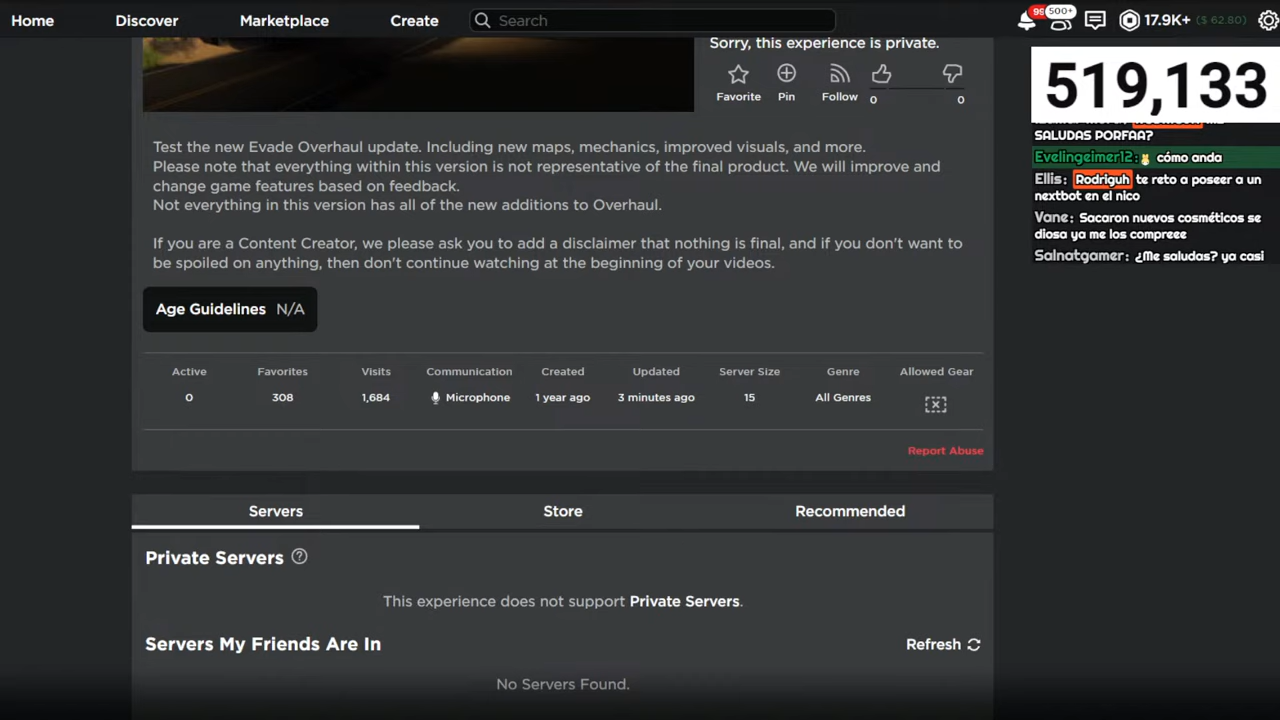 Home
Discover
Marketplace
Create
Search
99
500+
17.9K+
($ 62.80)
Sorry, this experience is private.
Favorite
Pin
Follow
0
0
519,133
SALUDAS PORFAA?
Evelingeimer12: cómo anda
Ellis: Rodriguh te reto a poseer a un
nextbot en el nico
Vane: Sacaron nuevos cosméticos se
diosa ya me los compreee
Salnatgamer: ¿Me saludas? ya casi
Test the new Evade Overhaul update. Including new maps, mechanics, improved visuals, and more.
Please note that everything within this version is not representative of the final product. We will improve and
change game features based on feedback.
Not everything in this version has all of the new additions to Overhaul.
If you are a Content Creator, we please ask you to add a disclaimer that nothing is final, and if you don't want to
be spoiled on anything, then don't continue watching at the beginning of your videos.
Age Guidelines N/A
Active
Favorites
Visits
Communication
Created
Updated
Server Size
Genre
Allowed Gear
0
308
1,684
Microphone
1 year ago
3 minutes ago
15
All Genres
Report Abuse
Servers
Store
Recommended
Private Servers
This experience does not support Private Servers.
Servers My Friends Are In
Refresh
No Servers Found.